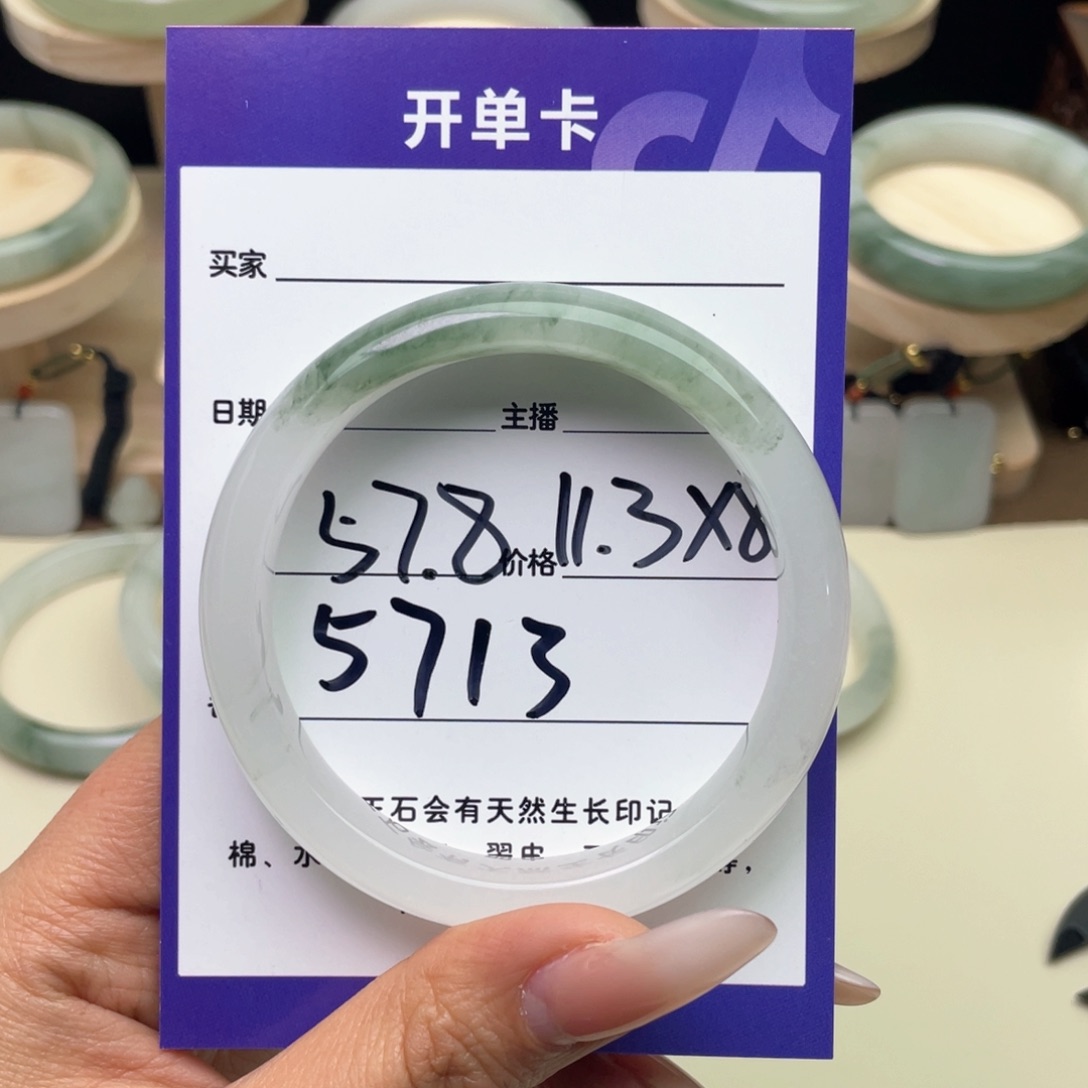 开单卡
买家
日期 主播
57.8 11.3X8
价格
5713
石会有天然生长印记
棉、水